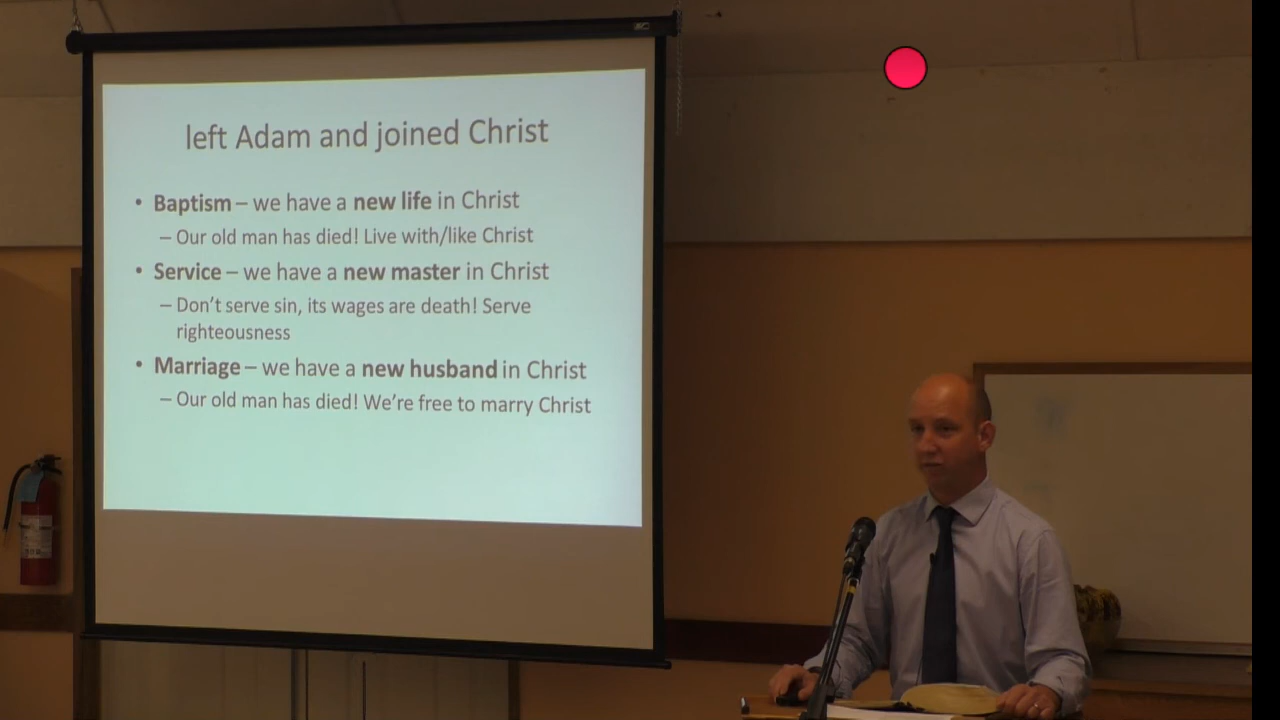 left Adam and joined Christ
• Baptism – we have a new life in Christ
– Our old man has died! Live with/like Christ
• Service – we have a new master in Christ
– Don't serve sin, its wages are death! Serve
righteousness
• Marriage – we have a new husband in Christ
– Our old man has died! We're free to marry Christ